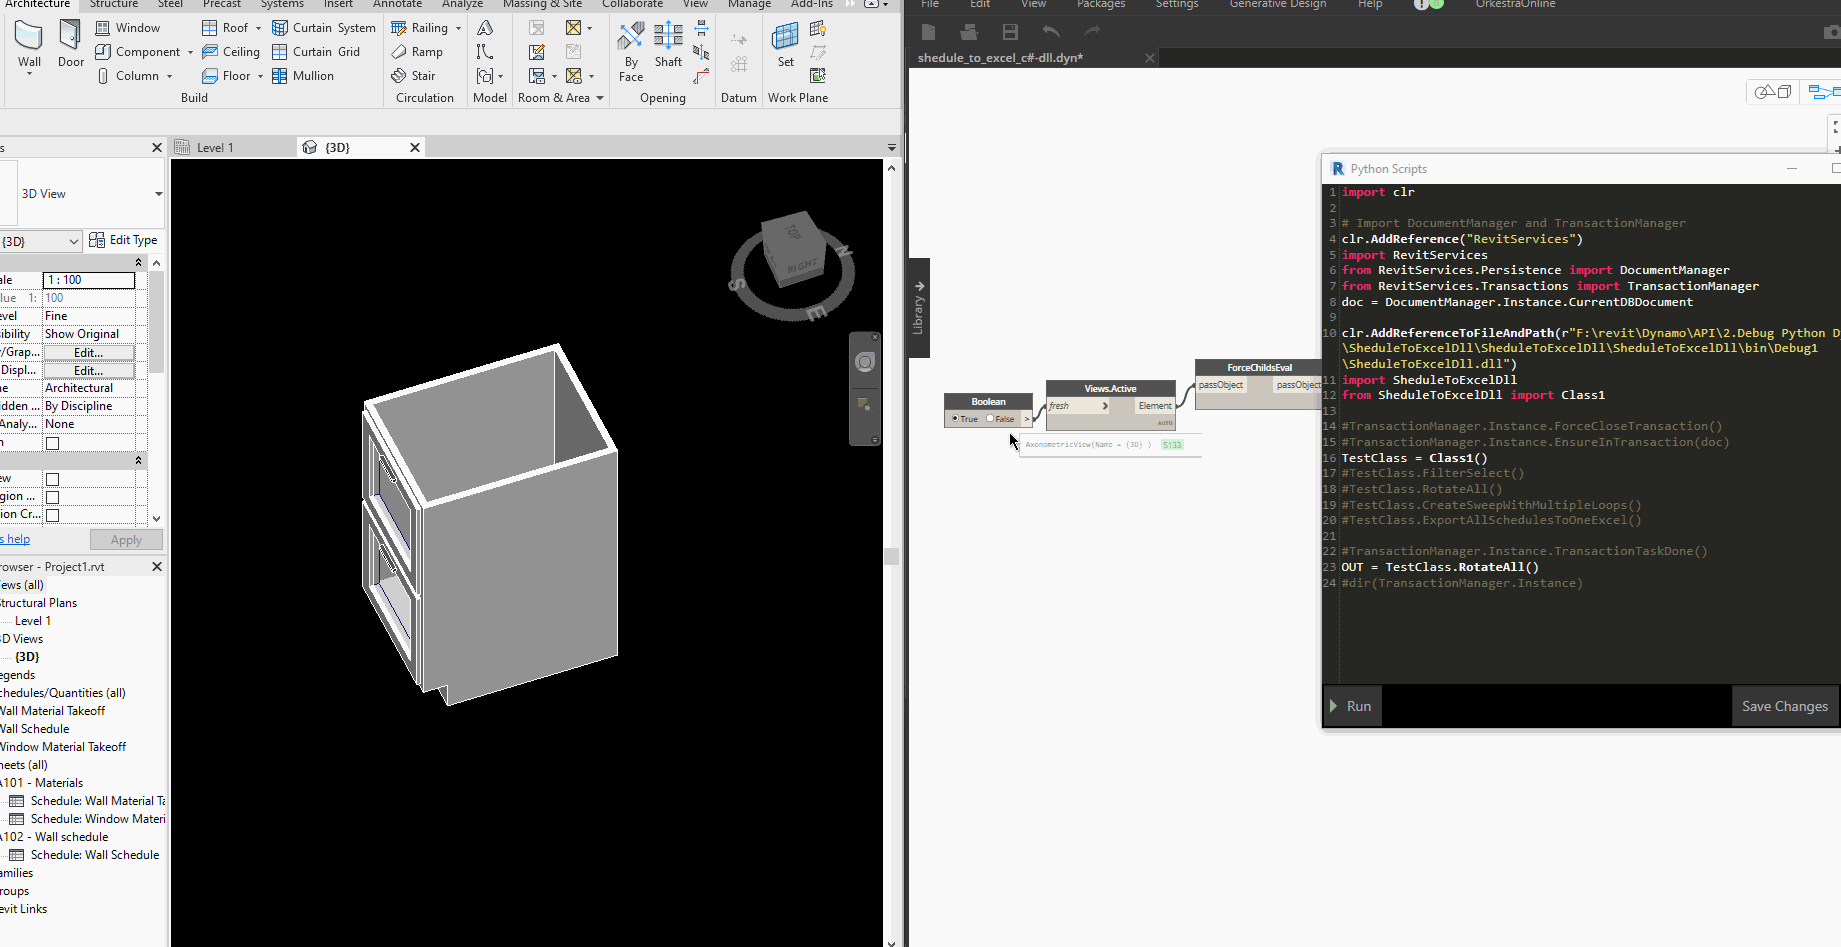 Architecture Structure Steel Precast Systems Insert Annotate Analyze Massing & Site Collaborate View Manage Add-Ins
Wall
Door
Window
Component
Column
Roof
Ceiling
Floor
Curtain System
Curtain Grid
Mullion
Build
Railing
Ramp
Stair
Circulation
Model
Room & Area
By
Face
Shaft
Opening
Datum
Set
Work Plane
s
Level 1
{3D}
3D View
{3D}
Edit Type
ale
1 : 100
lue 1:
100
evel
Fine
ibility
Show Original
/Grap...
Edit...
Displ...
Edit...
ne
Architectural
idden ...
By Discipline
Analy...
None
n
ew
gion ...
ion Cr...
s help
Apply
rowser - Project1.rvt
iews (all)
Structural Plans
Level 1
3D Views
{3D}
egends
chedules/Quantities (all)
Wall Material Takeoff
Wall Schedule
Window Material Takeoff
heets (all)
A101 - Materials
Schedule: Wall Material Ta
Schedule: Window Materi
A102 - Wall schedule
Schedule: Wall Schedule
amilies
roups
evit Links
TOP
RIGHT
N
S
E
File Edit View Packages Settings Generative Design Help OrkestraOnline
shedule_to_excel_c#-dll.dyn*
Library
Boolean
True False >
Views.Active
fresh > Element
AUTO
AxonometricView(Name = {3D} ) 5133
ForceChildsEval
passObject passObject
Python Scripts
1 import clr
2
3 # Import DocumentManager and TransactionManager
4 clr.AddReference("RevitServices")
5 import RevitServices
6 from RevitServices.Persistence import DocumentManager
7 from RevitServices.Transactions import TransactionManager
8 doc = DocumentManager.Instance.CurrentDBDocument
9
10 clr.AddReferenceToFileAndPath(r"F:\revit\Dynamo\API\2.Debug Python D
\SheduleToExcelDll\SheduleToExcelDll\SheduleToExcelDll\bin\Debug1
\SheduleToExcelDll.dll")
11 import SheduleToExcelDll
12 from SheduleToExcelDll import Class1
13
14 #TransactionManager.Instance.ForceCloseTransaction()
15 #TransactionManager.Instance.EnsureInTransaction(doc)
16 TestClass = Class1()
17 #TestClass.FilterSelect()
18 #TestClass.RotateAll()
19 #TestClass.CreateSweepWithMultipleLoops()
20 #TestClass.ExportAllSchedulesToOneExcel()
21
22 #TransactionManager.Instance.TransactionTaskDone()
23 OUT = TestClass.RotateAll()
24 #dir(TransactionManager.Instance)
Run
Save Changes